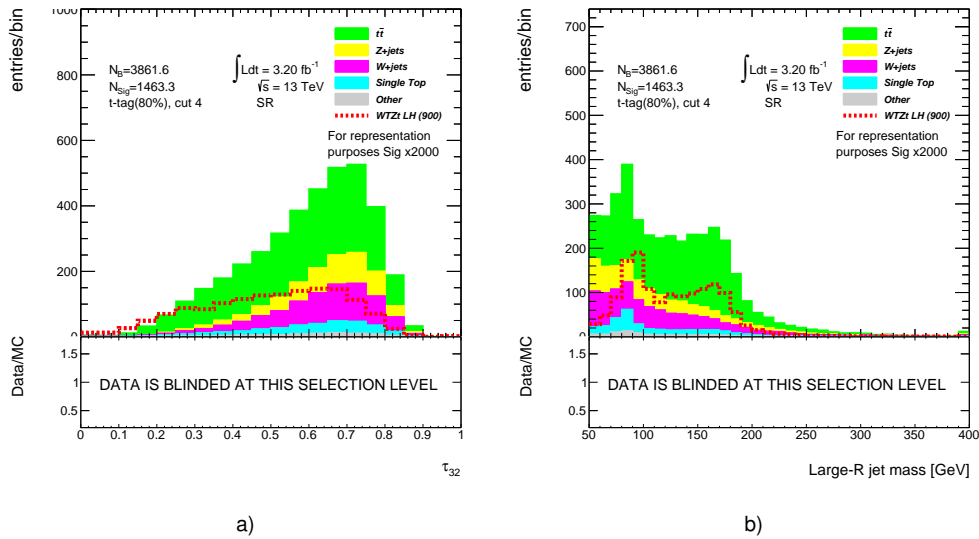 entries/bin
1000
800
600
400
200
0
N_B=3861.6
N_Sig=1463.3
t-tag(80%), cut 4
∫ Ldt = 3.20 fb⁻¹
√s = 13 TeV
SR
tt̄
Z+jets
W+jets
Single Top
Other
WTZt LH (900)
For representation
purposes Sig x2000
Data/MC
1.5
1
0.5
DATA IS BLINDED AT THIS SELECTION LEVEL
0 0.1 0.2 0.3 0.4 0.5 0.6 0.7 0.8 0.9 1
τ₃₂
a)
entries/bin
700
600
500
400
300
200
100
0
N_B=3861.6
N_Sig=1463.3
t-tag(80%), cut 4
∫ Ldt = 3.20 fb⁻¹
√s = 13 TeV
SR
tt̄
Z+jets
W+jets
Single Top
Other
WTZt LH (900)
For representation
purposes Sig x2000
Data/MC
1.5
1
0.5
DATA IS BLINDED AT THIS SELECTION LEVEL
50 100 150 200 250 300 350 400
Large-R jet mass [GeV]
b)